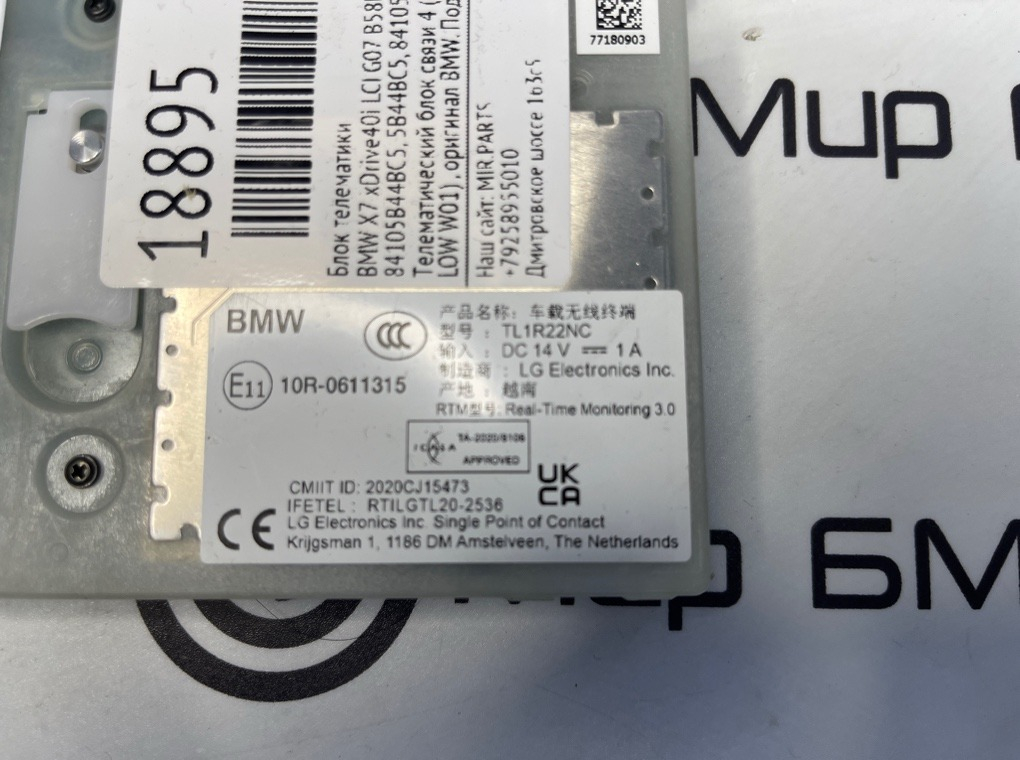 77180903
18895
Блок телематики
BMW X7 xDrive40i LCI G07 B58
84105B44BC5, 5B44BC5, 84105
Телематический блок связи 4 (
LOW W01), оригинал BMW. Под
Наш сайт: MIR.PARTS
+79258955010
Дмитровское шоссе 163с5
BMW
CCC
E11 10R-0611315
产品名称: 车载无线终端
型号 : TL1R22NC
输入 : DC 14 V 1 A
制造商 : LG Electronics Inc.
产地 : 越南
RTM型号: Real-Time Monitoring 3.0
ICASA TA-2020/8106
APPROVED
UK
CA
CMIIT ID: 2020CJ15473
IFETEL : RTILGTL20-2536
CE
LG Electronics Inc. Single Point of Contact
Krijgsman 1, 1186 DM Amstelveen, The Netherlands
Мир
Мир БМ